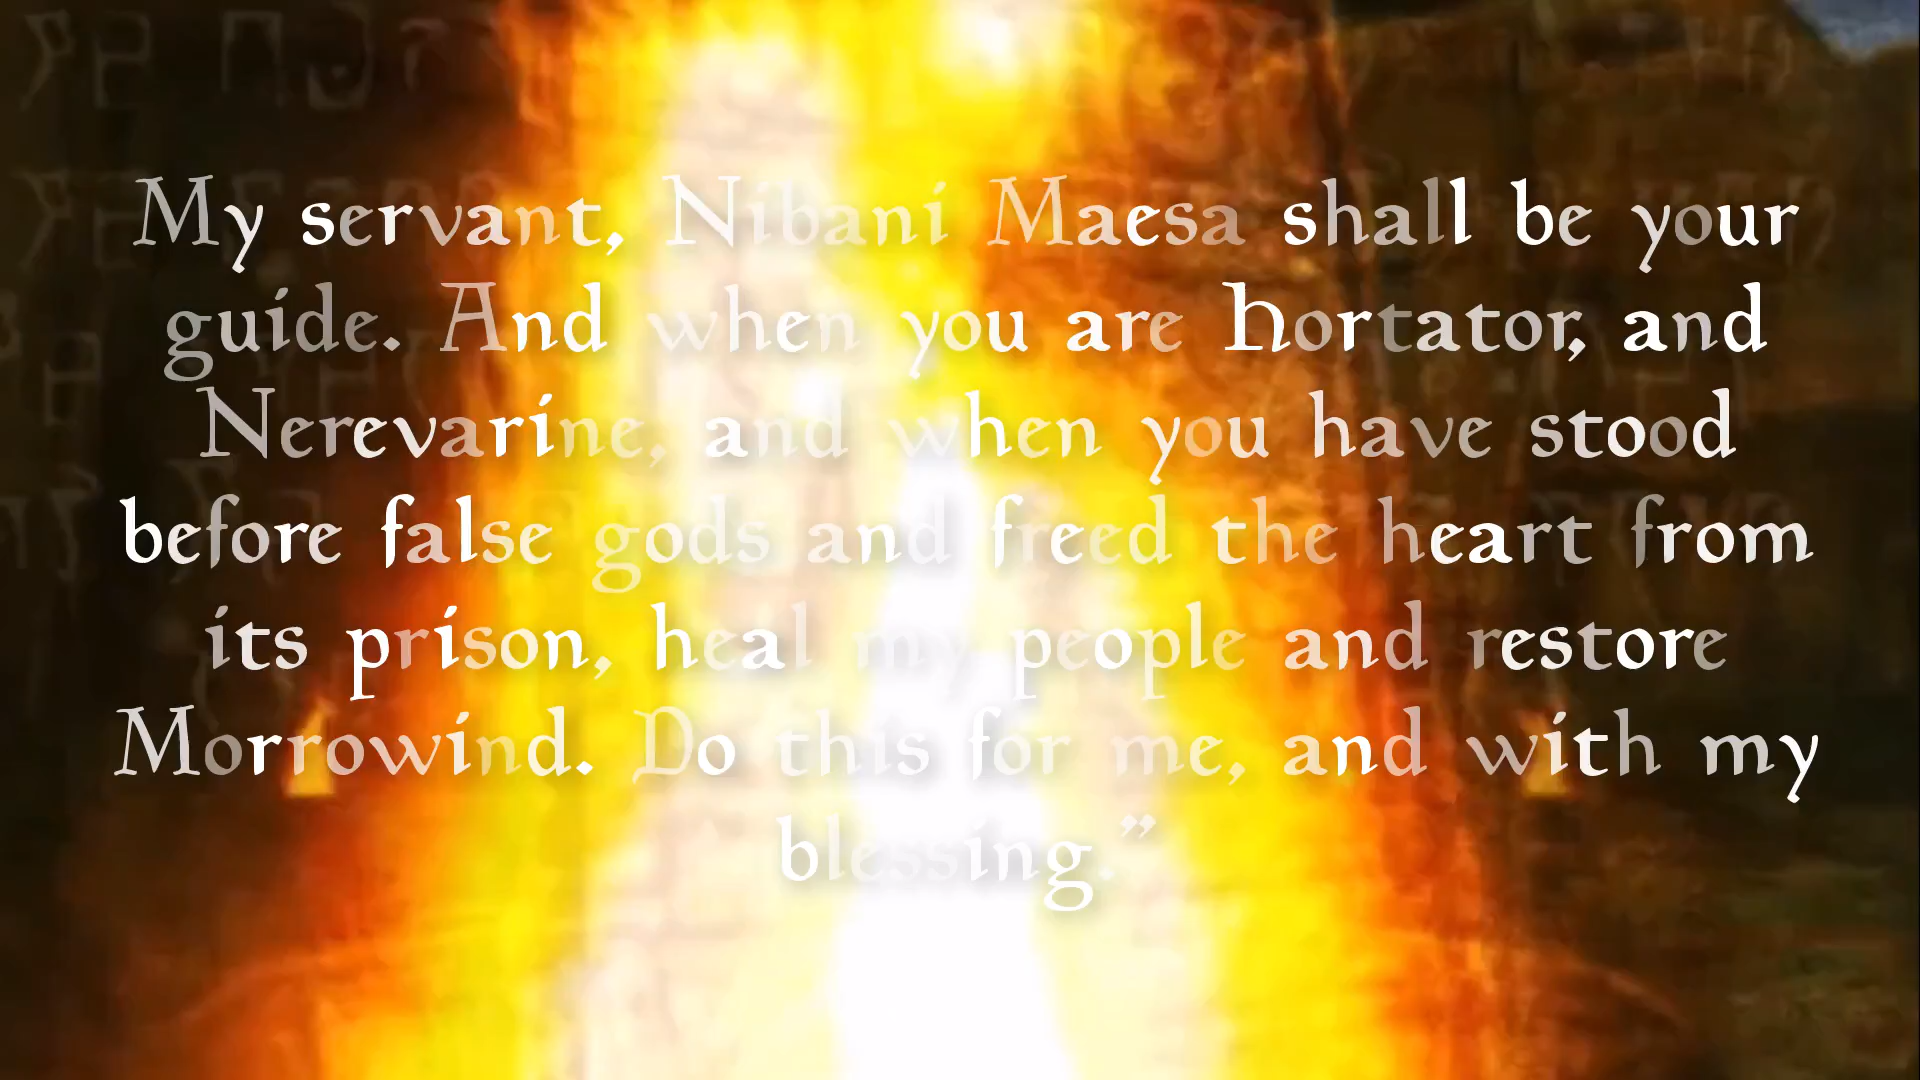 My servant, Nibani Maesa shall be your
guide. And when you are Hortator, and
Nerevarine, and when you have stood
before false gods and freed the heart from
its prison, heal my people and restore
Morrowind. Do this for me, and with my
blessing.”